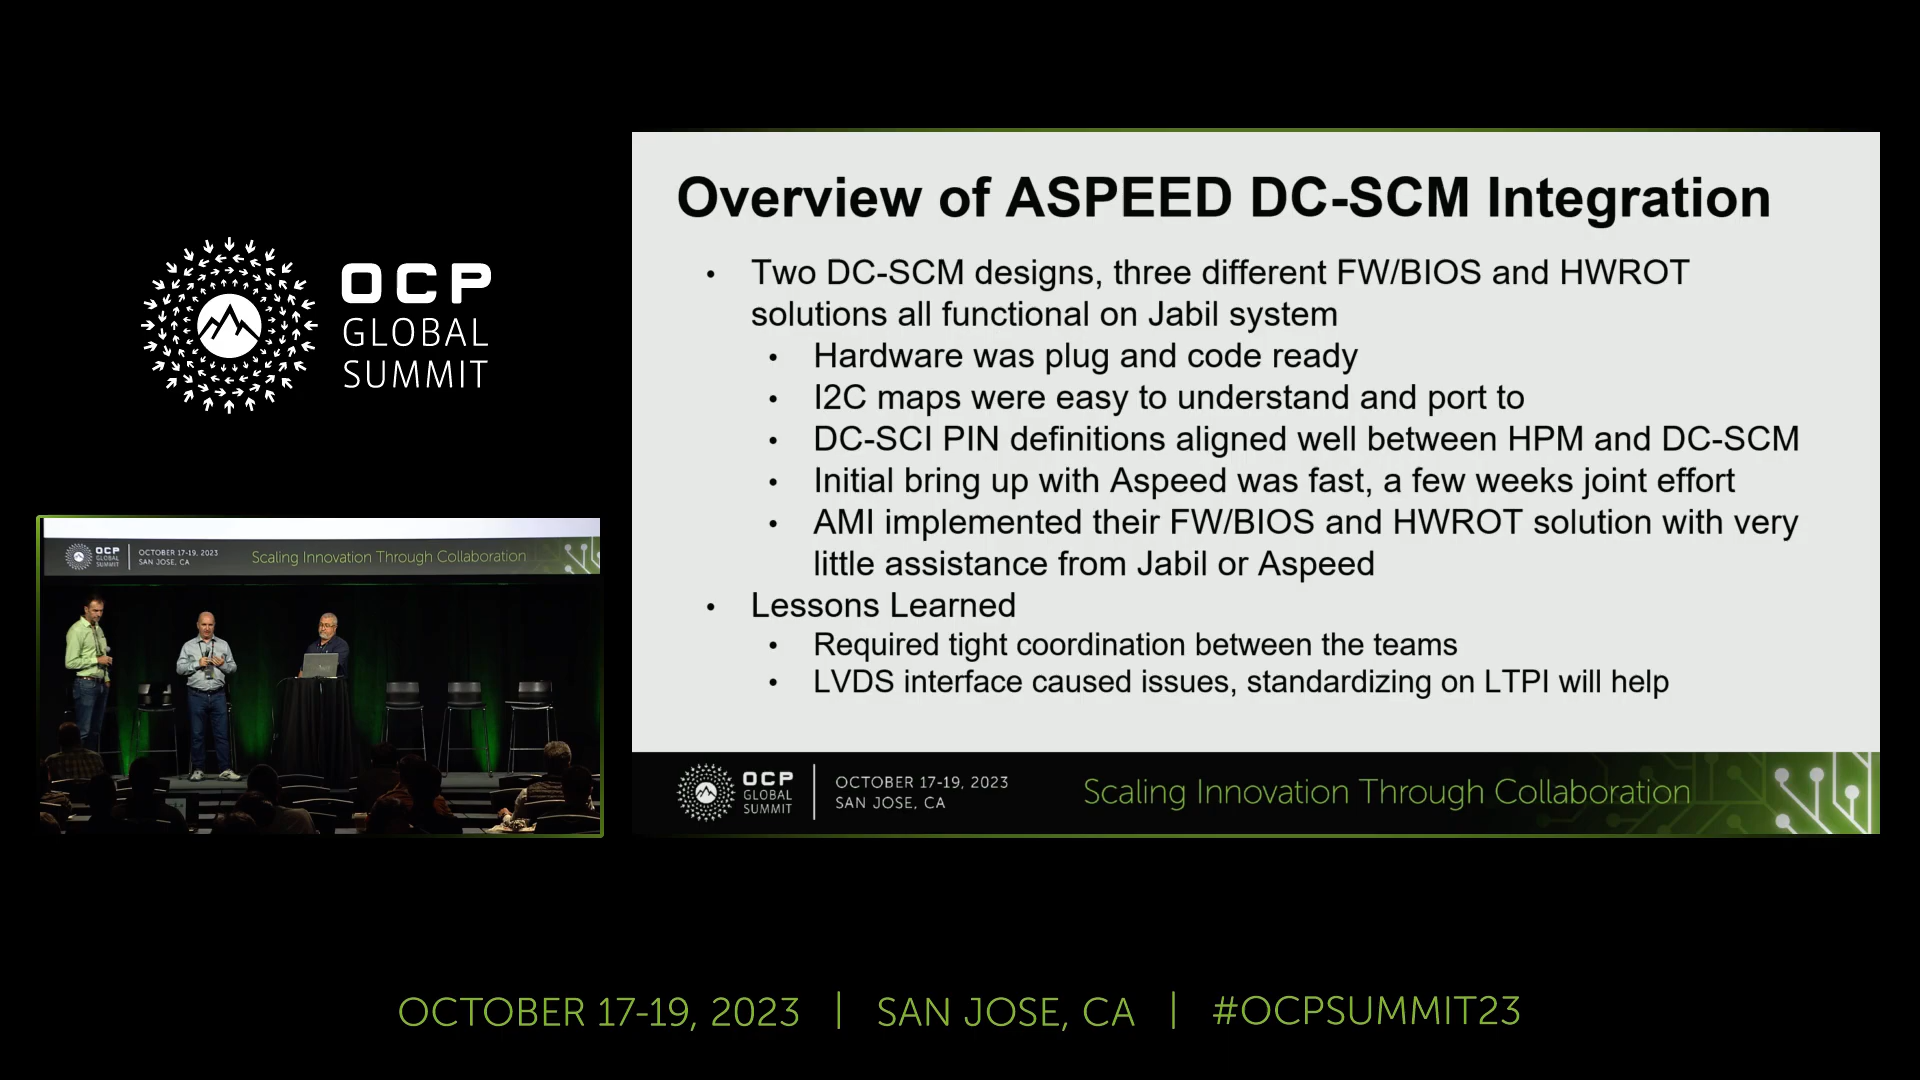 OCP
GLOBAL
SUMMIT
OCP
GLOBAL
SUMMIT
OCTOBER 17-19, 2023
SAN JOSE, CA
Scaling Innovation Through Collaboration
Overview of ASPEED DC-SCM Integration
• Two DC-SCM designs, three different FW/BIOS and HWROT
solutions all functional on Jabil system
• Hardware was plug and code ready
• I2C maps were easy to understand and port to
• DC-SCI PIN definitions aligned well between HPM and DC-SCM
• Initial bring up with Aspeed was fast, a few weeks joint effort
• AMI implemented their FW/BIOS and HWROT solution with very
little assistance from Jabil or Aspeed
• Lessons Learned
• Required tight coordination between the teams
• LVDS interface caused issues, standardizing on LTPI will help
OCP
GLOBAL
SUMMIT
OCTOBER 17-19, 2023
SAN JOSE, CA
Scaling Innovation Through Collaboration
OCTOBER 17-19, 2023 | SAN JOSE, CA | #OCPSUMMIT23